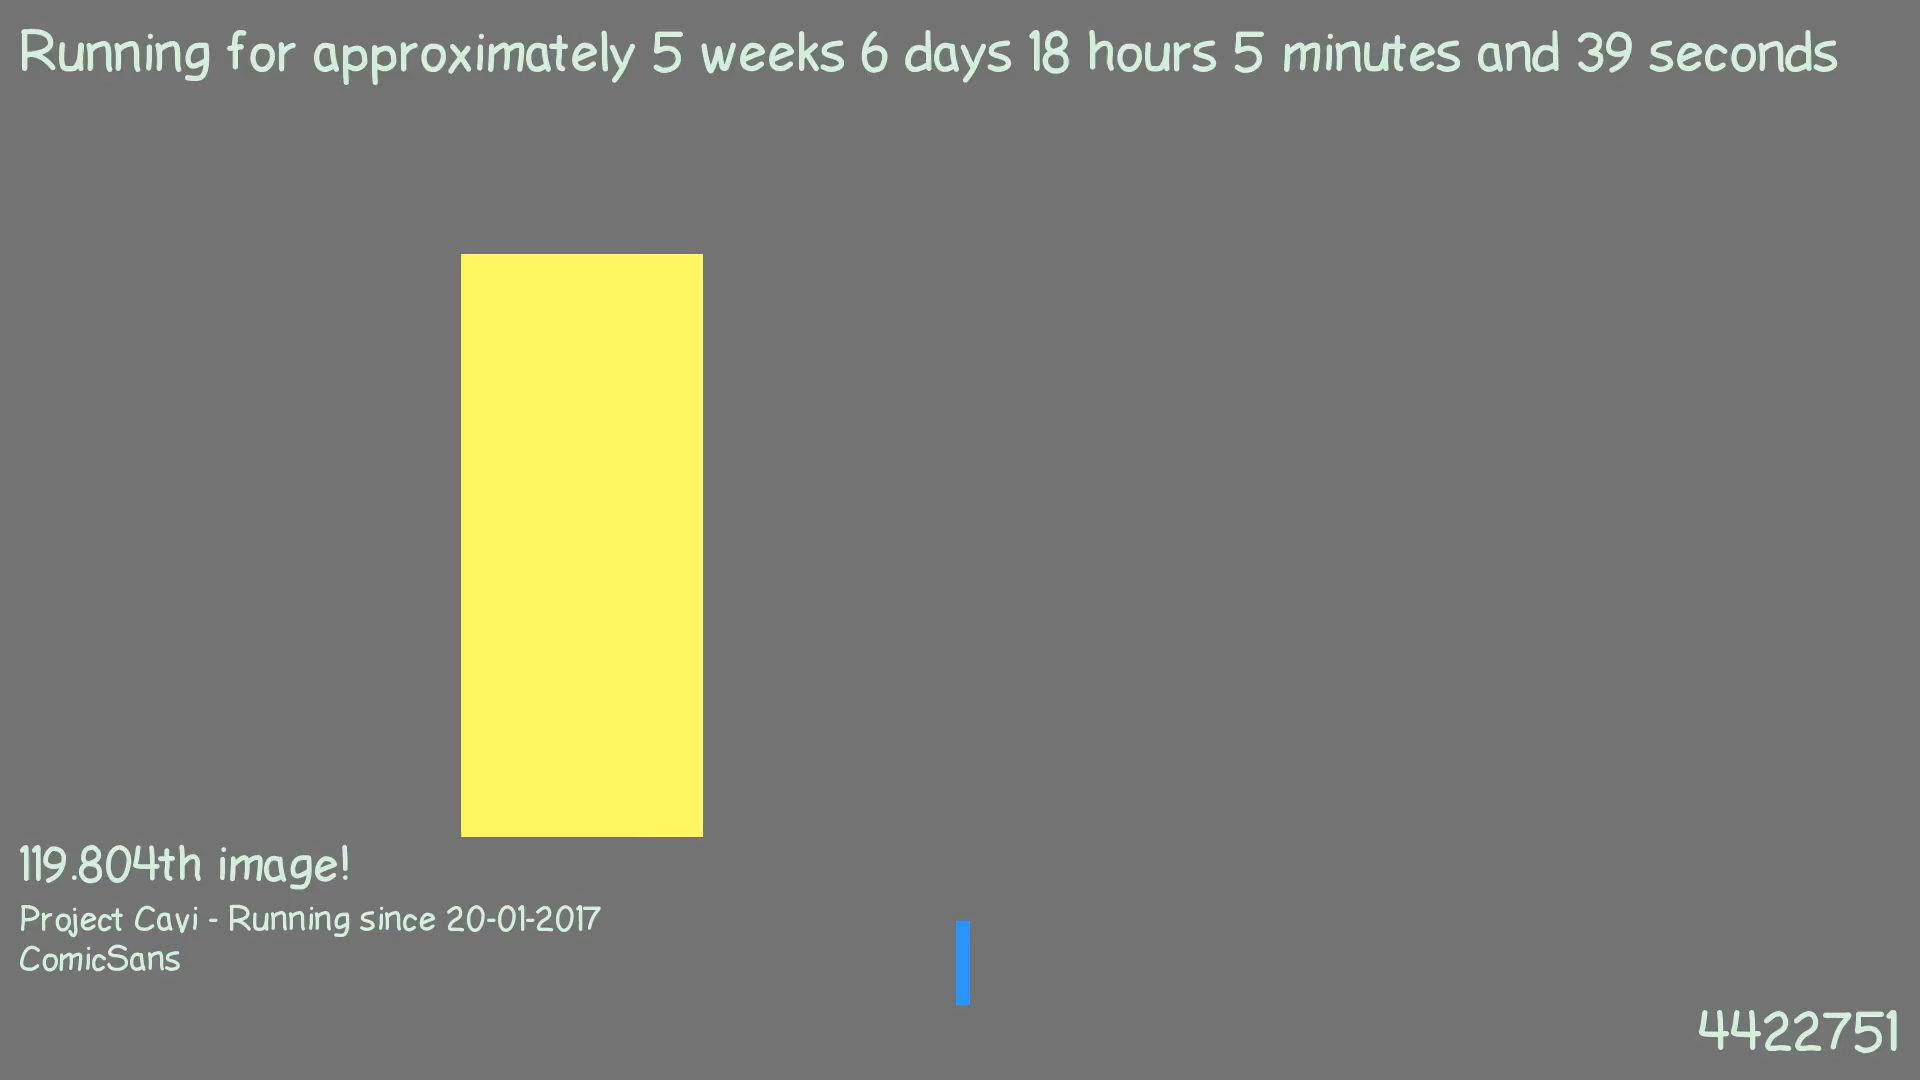 Running for approximately 5 weeks 6 days 18 hours 5 minutes and 39 seconds
119.804th image!
Project Cavi - Running since 20-01-2017
ComicSans
4422751